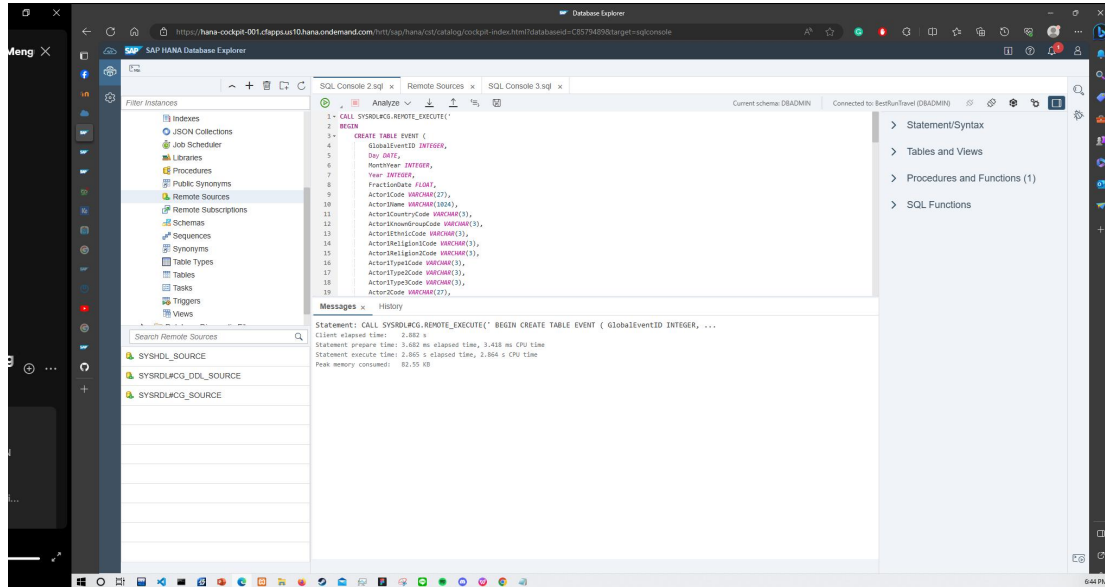 Database Explorer
Meng
https://hana-cockpit-001.cfapps.us10.hana.ondemand.com/hrtt/sap/hana/cst/catalog/cockpit-index.html?databaseid=C8579489&target=sqlconsole
SAP SAP HANA Database Explorer
SQL Console 2.sql
Remote Sources
SQL Console 3.sql
Filter Instances
Analyze
Current schema: DBADMIN
Connected to: BestRunTravel (DBADMIN)
Indexes
JSON Collections
Job Scheduler
Libraries
Procedures
Public Synonyms
Remote Sources
Remote Subscriptions
Schemas
Sequences
Synonyms
Table Types
Tables
Tasks
Triggers
Views
1 CALL SYSRDL#CG.REMOTE_EXECUTE('
2 BEGIN
3 CREATE TABLE EVENT (
4 GlobalEventID INTEGER,
5 Day DATE,
6 MonthYear INTEGER,
7 Year INTEGER,
8 FractionDate FLOAT,
9 Actor1Code VARCHAR(27),
10 Actor1Name VARCHAR(1024),
11 Actor1CountryCode VARCHAR(3),
12 Actor1KnownGroupCode VARCHAR(3),
13 Actor1EthnicCode VARCHAR(3),
14 Actor1Religion1Code VARCHAR(3),
15 Actor1Religion2Code VARCHAR(3),
16 Actor1Type1Code VARCHAR(3),
17 Actor1Type2Code VARCHAR(3),
18 Actor1Type3Code VARCHAR(3),
19 Actor2Code VARCHAR(27),
Statement/Syntax
Tables and Views
Procedures and Functions (1)
SQL Functions
Search Remote Sources
SYSHDL_SOURCE
SYSRDL#CG_DDL_SOURCE
SYSRDL#CG_SOURCE
Messages
History
Statement: CALL SYSRDL#CG.REMOTE_EXECUTE(' BEGIN CREATE TABLE EVENT ( GlobalEventID INTEGER, ...
Client elapsed time: 2.882 s
Statement prepare time: 3.682 ms elapsed time, 3.418 ms CPU time
Statement execute time: 2.865 s elapsed time, 2.864 s CPU time
Peak memory consumed: 82.55 KB
6:44 PM